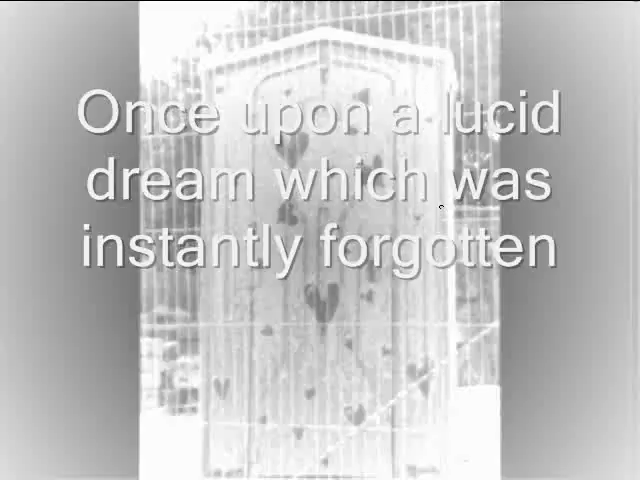 Once upon a lucid
dream which was
instantly forgotten